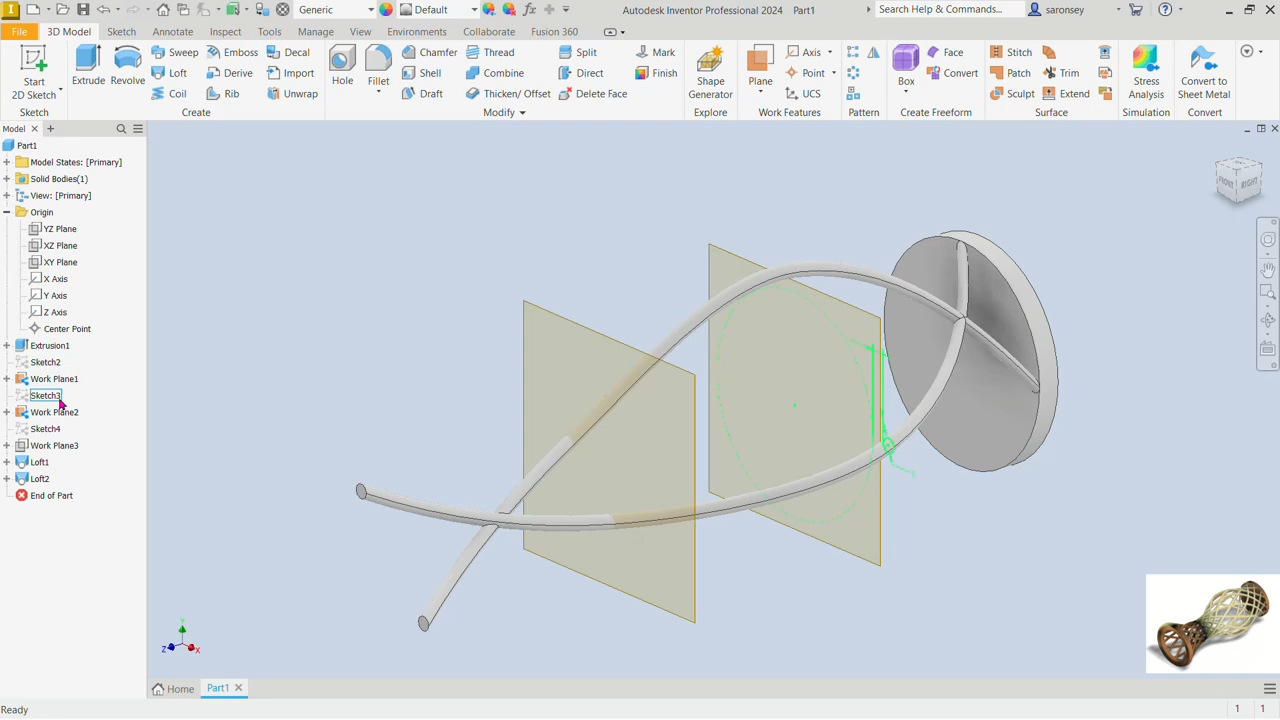 Generic
Default
Autodesk Inventor Professional 2024 Part1
Search Help & Commands...
saronsey
File
3D Model
Sketch
Annotate
Inspect
Tools
Manage
View
Environments
Collaborate
Fusion 360
Start
2D Sketch
Sketch
Extrude
Revolve
Sweep
Loft
Coil
Emboss
Derive
Rib
Decal
Import
Unwrap
Create
Hole
Fillet
Chamfer
Shell
Draft
Thread
Combine
Thicken/ Offset
Split
Direct
Delete Face
Mark
Finish
Modify
Shape
Generator
Explore
Plane
Axis
Point
UCS
Work Features
Pattern
Box
Face
Convert
Create Freeform
Stitch
Patch
Sculpt
Trim
Extend
Surface
Stress
Analysis
Simulation
Convert to
Sheet Metal
Convert
Model
Part1
Model States: [Primary]
Solid Bodies(1)
View: [Primary]
Origin
YZ Plane
XZ Plane
XY Plane
X Axis
Y Axis
Z Axis
Center Point
Extrusion1
Sketch2
Work Plane1
Sketch3
Work Plane2
Sketch4
Work Plane3
Loft1
Loft2
End of Part
FRONT
RIGHT
Y
Z
X
Home
Part1
Ready
1 1